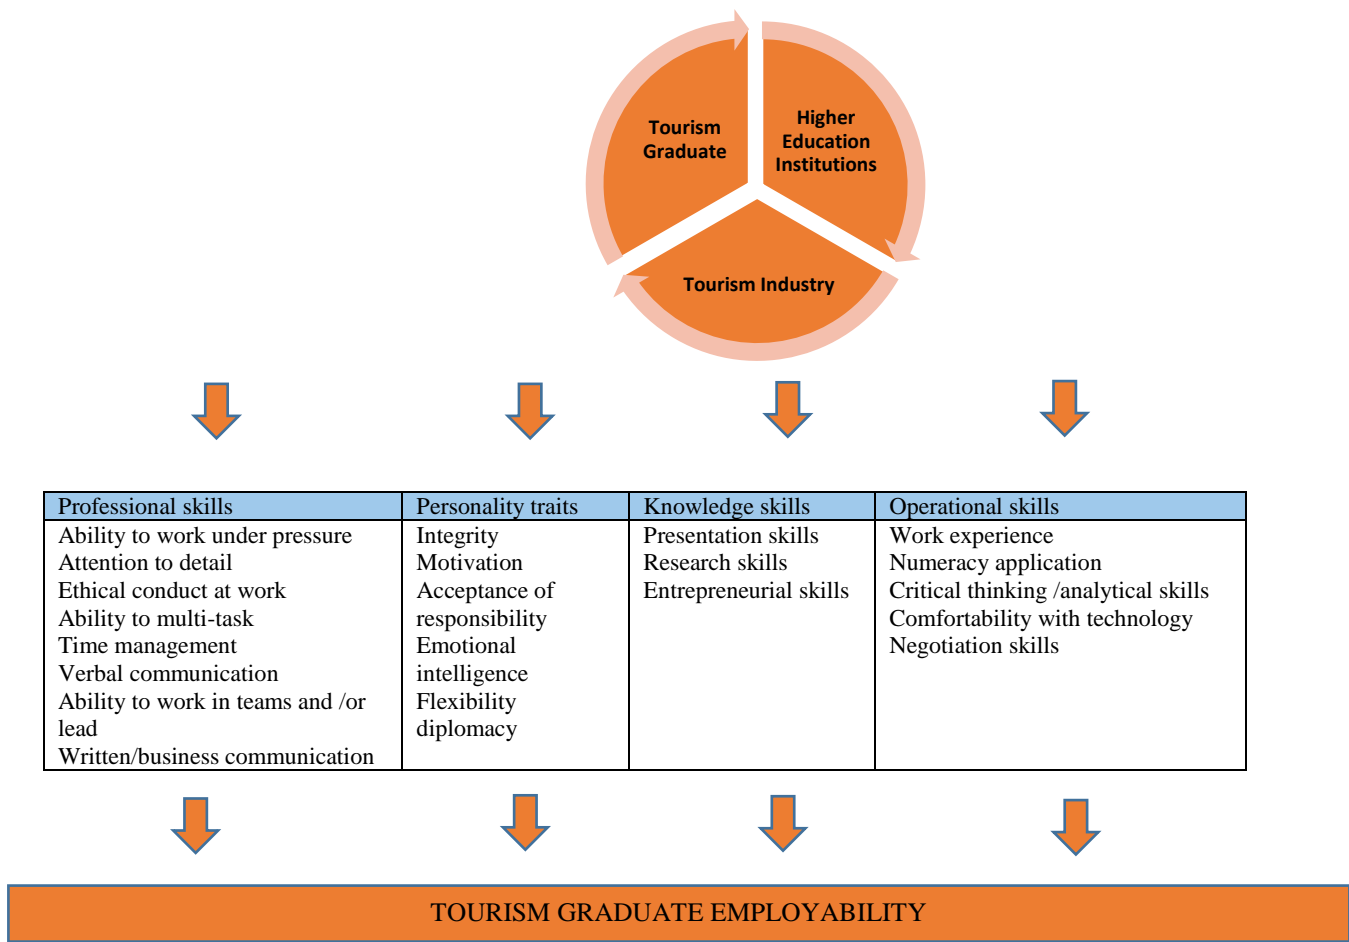 Tourism
Graduate
Higher
Education
Institutions
Tourism Industry
Professional skills
Ability to work under pressure
Attention to detail
Ethical conduct at work
Ability to multi-task
Time management
Verbal communication
Ability to work in teams and /or
lead
Written/business communication
Personality traits
Integrity
Motivation
Acceptance of
responsibility
Emotional
intelligence
Flexibility
diplomacy
Knowledge skills
Presentation skills
Research skills
Entrepreneurial skills
Operational skills
Work experience
Numeracy application
Critical thinking /analytical skills
Comfortability with technology
Negotiation skills
TOURISM GRADUATE EMPLOYABILITY